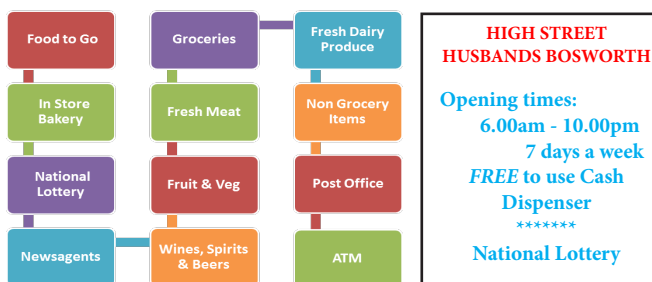 Food to Go
In Store
Bakery
National
Lottery
Newsagents
Wines, Spirits
& Beers
Fruit & Veg
Fresh Meat
Groceries
Fresh Dairy
Produce
Non Grocery
Items
Post Office
ATM
HIGH STREET
HUSBANDS BOSWORTH
Opening times:
6.00am - 10.00pm
7 days a week
FREE to use Cash
Dispenser
*******
National Lottery